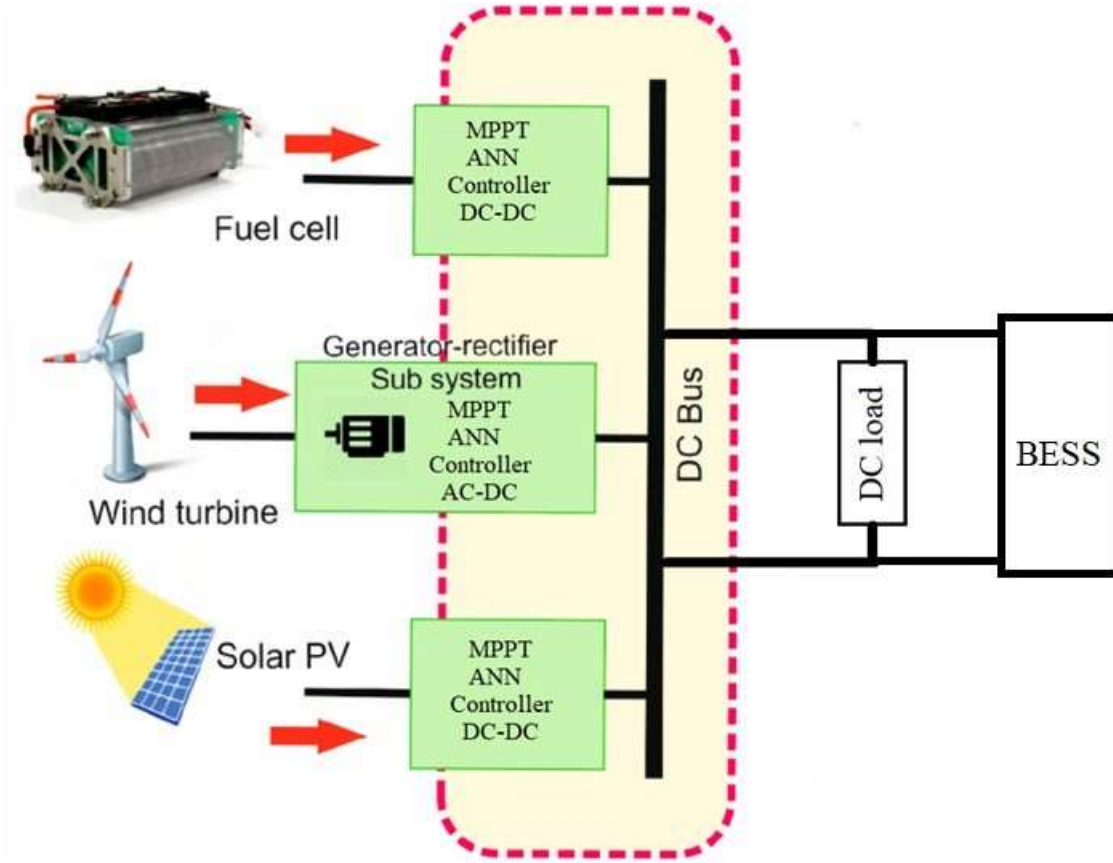 MPPT
ANN
Controller
DC-DC
Fuel cell
Generator-rectifier
Sub system
MPPT
ANN
Controller
AC-DC
Wind turbine
DC Bus
DC load
BESS
Solar PV
MPPT
ANN
Controller
DC-DC